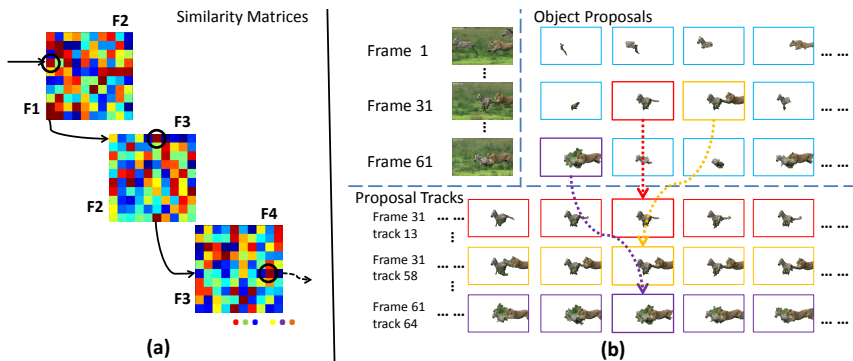 Similarity Matrices
F2
F1
F3
F2
F4
F3
(a)
Object Proposals
Frame 1
... ...
...
Frame 31
... ...
...
Frame 61
... ...
Proposal Tracks
Frame 31
track 13
... ...
... ...
...
Frame 31
track 58
... ...
... ...
...
Frame 61
track 64
... ...
... ...
(b)